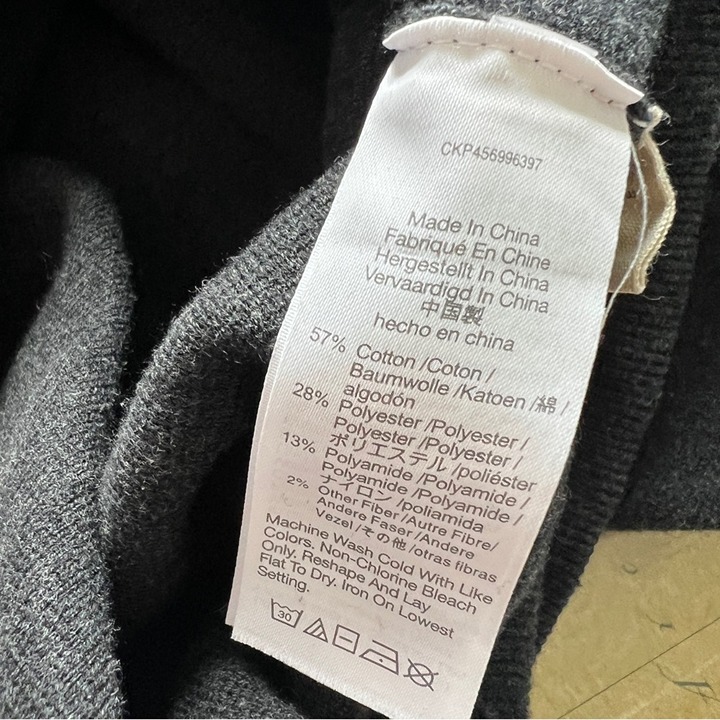 CKP456996397
Made In China
Fabriqué En Chine
Hergestellt In China
Vervaardigd In China
中国製
hecho en china
57% Cotton /Coton /
Baumwolle /Katoen /綿 /
algodón
28% Polyester /Polyester /
Polyester /Polyester /
ポリエステル /poliéster
13% Polyamide /Polyamide /
Polyamide /Polyamide /
ナイロン /poliamida
2% Other Fiber /Autre Fibre/
Andere Faser /Andere
Vezel /その他 /otras fibras
Machine Wash Cold With Like
Colors. Non-Chlorine Bleach
Only. Reshape And Lay
Flat To Dry. Iron On Lowest
Setting.
30